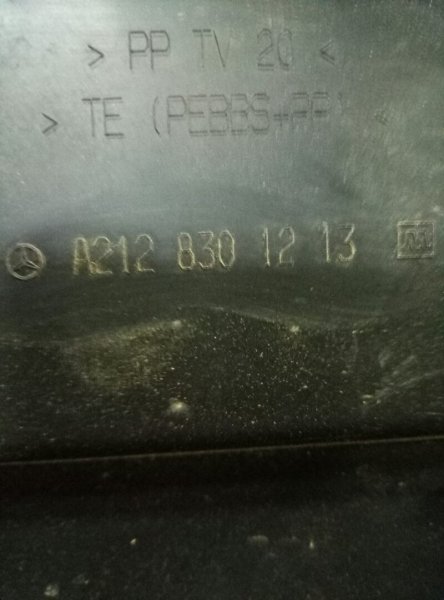 > PP TV 20 <
> TE (PEBBS+PP) <
A212 830 12 13